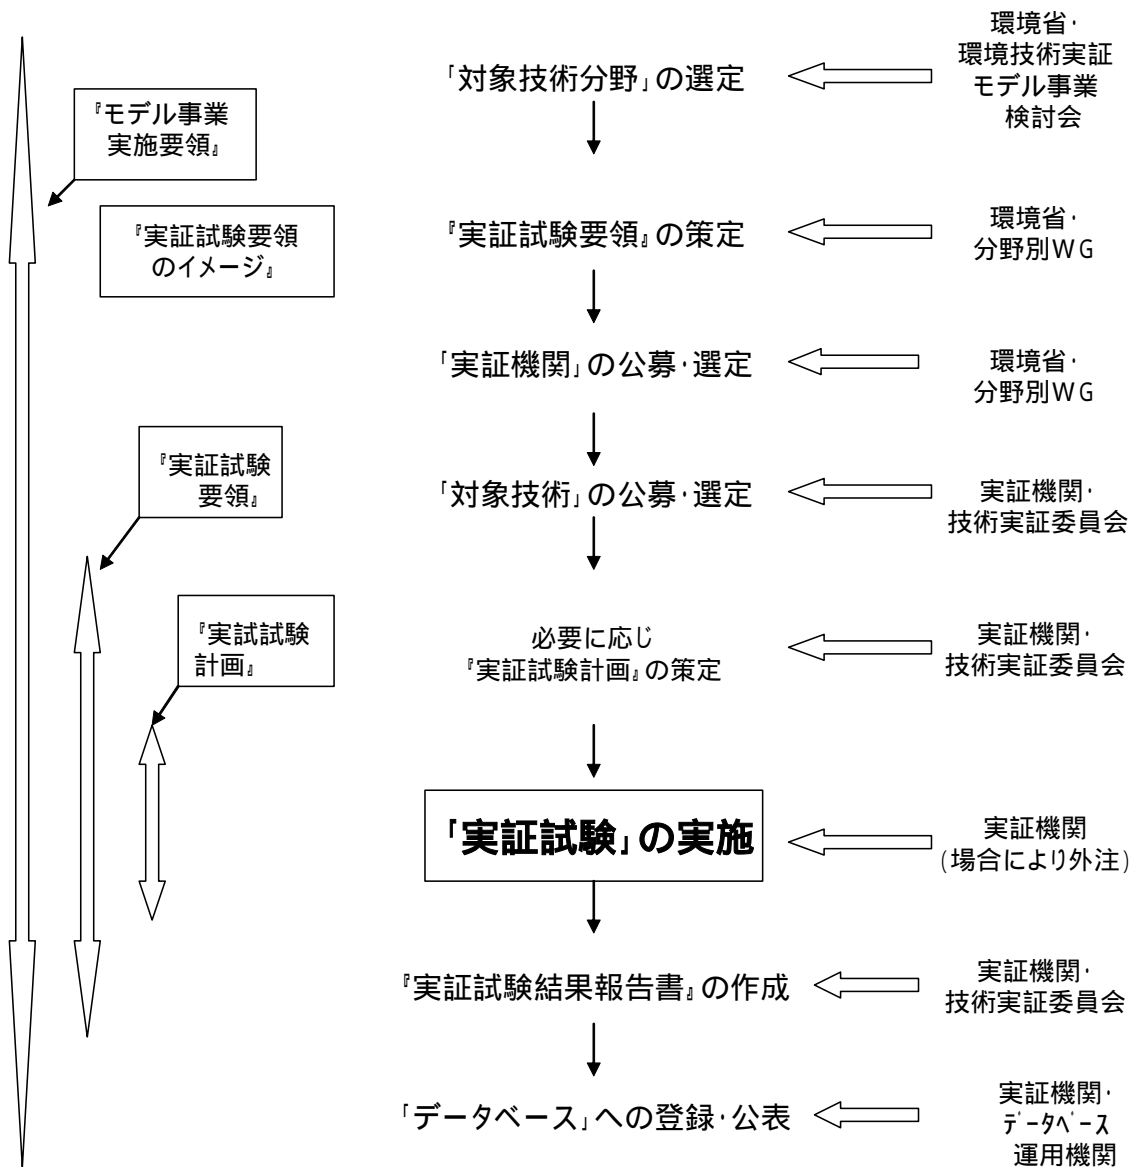 環境省・
環境技術実証
モデル事業
検討会
「対象技術分野」の選定
『モデル事業
実施要領』
『実証試験要領
のイメージ』
『実証試験要領』の策定
環境省・
分野別WG
「実証機関」の公募・選定
環境省・
分野別WG
『実証試験
要領』
「対象技術」の公募・選定
実証機関・
技術実証委員会
『実試試験
計画』
必要に応じ
『実証試験計画』の策定
実証機関・
技術実証委員会
「実証試験」の実施
実証機関
(場合により外注)
『実証試験結果報告書』の作成
実証機関・
技術実証委員会
「データベース」への登録・公表
実証機関・
ﾃﾞｰﾀﾍﾞｰｽ
運用機関